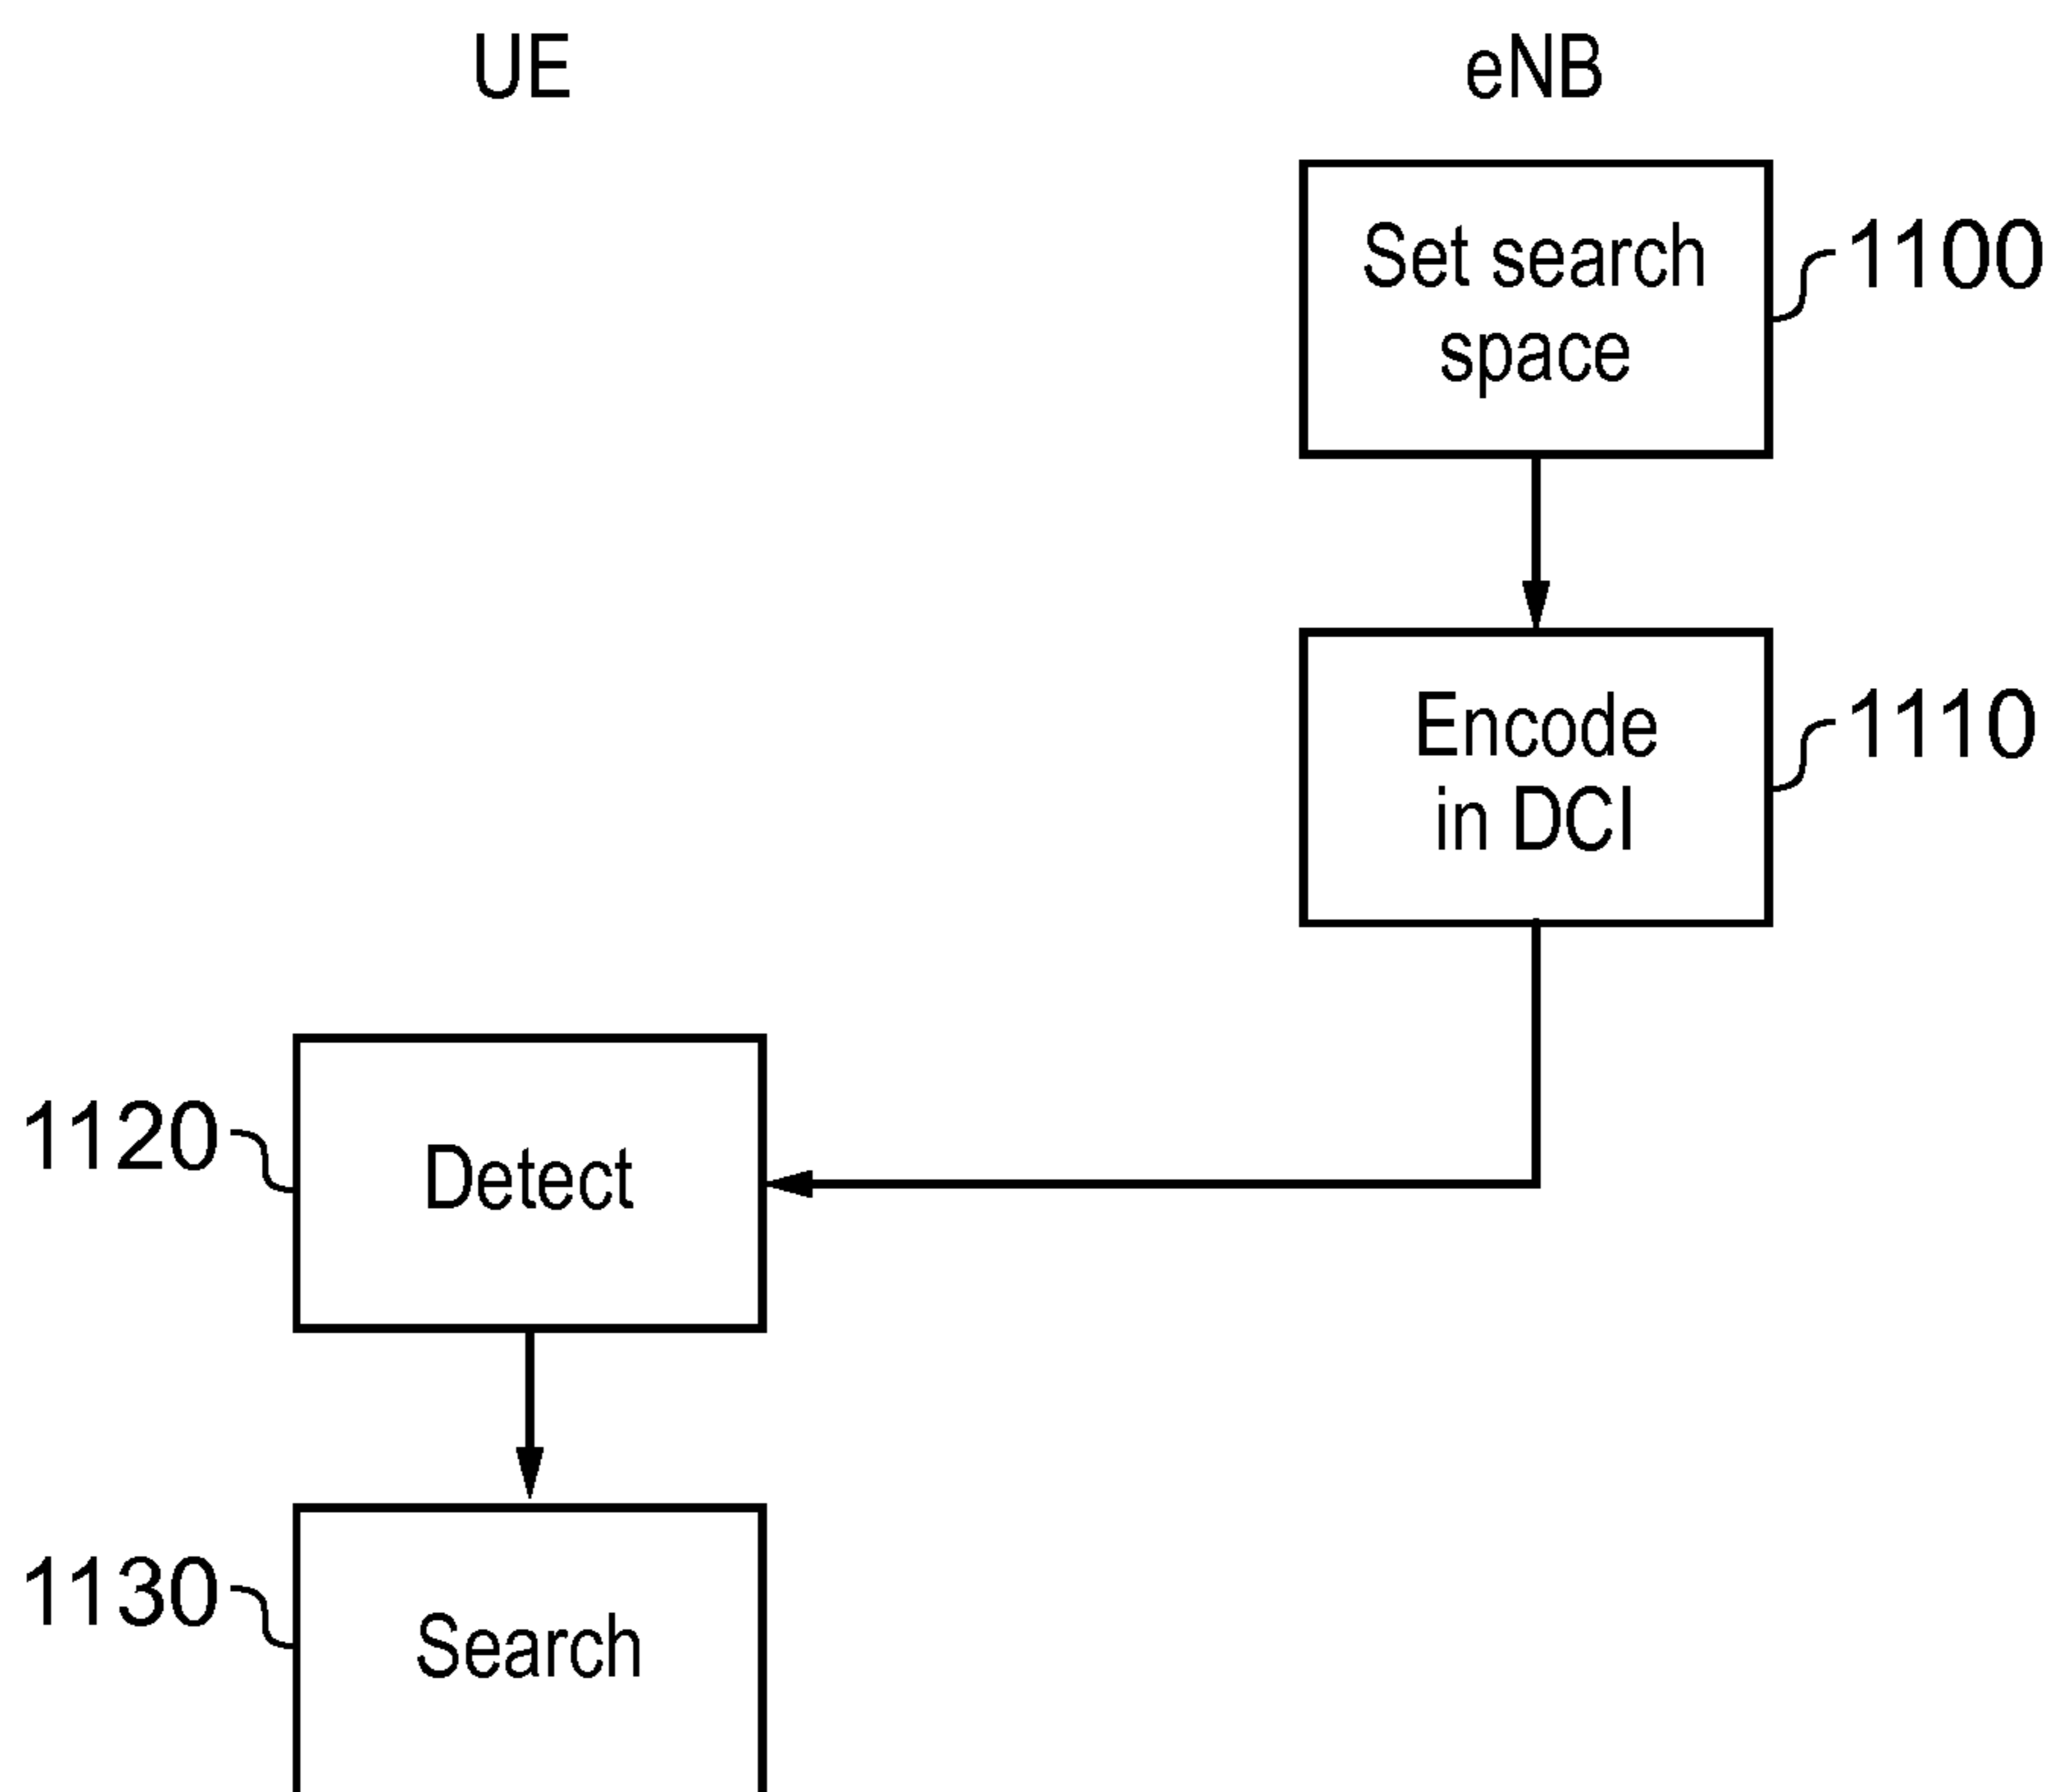 UE
eNB
Set search
space
1100
Encode
in DCI
1110
1120
Detect
1130
Search